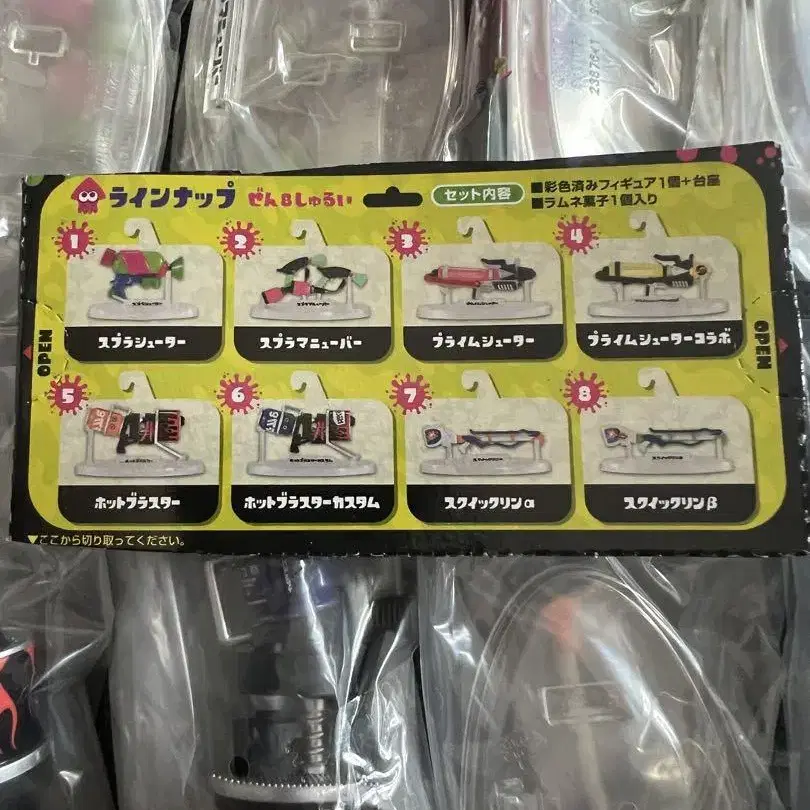 2387641
ラインナップ ぜん8しゅるい セット内容 ■彩色済みフィギュア1個+台座
■ラムネ菓子1個入り
1 2 3 4
スプラシューター スプラマニューバー プライムシューター プライムシューターコラボ
OPEN OPEN
5 6 7 8
ホットブラスター ホットブラスターカスタム スクイックリンα スクイックリンβ
▼ここから切り取ってください。